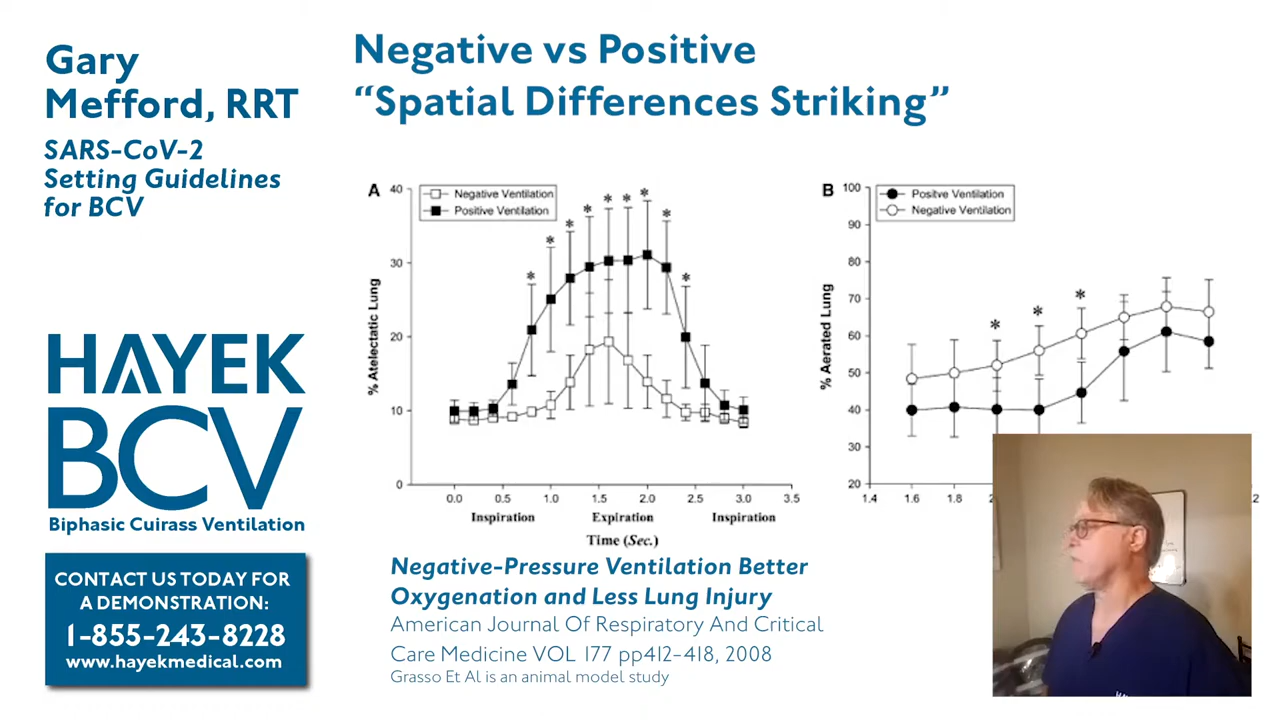 Gary
Mefford, RRT
SARS-CoV-2
Setting Guidelines
for BCV
HAYEK
BCV
Biphasic Cuirass Ventilation
CONTACT US TODAY FOR
A DEMONSTRATION:
1-855-243-8228
www.hayekmedical.com
Negative vs Positive
“Spatial Differences Striking”
A
Negative Ventilation
Positive Ventilation
% Atelectatic Lung
40
30
20
10
0
* * * * * * * * *
0.0 0.5 1.0 1.5 2.0 2.5 3.0 3.5
Inspiration Expiration Inspiration
Time (Sec.)
B
Positve Ventilation
Negative Ventilation
% Aerated Lung
100
90
80
70
60
50
40
30
20
* * *
1.4 1.6 1.8
Negative-Pressure Ventilation Better
Oxygenation and Less Lung Injury
American Journal Of Respiratory And Critical
Care Medicine VOL 177 pp412-418, 2008
Grasso Et Al is an animal model study